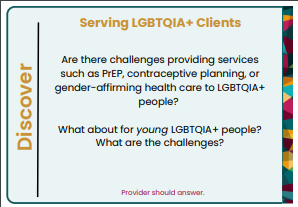 Serving LGBTQIA+ Clients
Discover
Are there challenges providing services
such as PrEP, contraceptive planning, or
gender-affirming health care to LGBTQIA+
people?
What about for young LGBTQIA+ people?
What are the challenges?
Provider should answer.